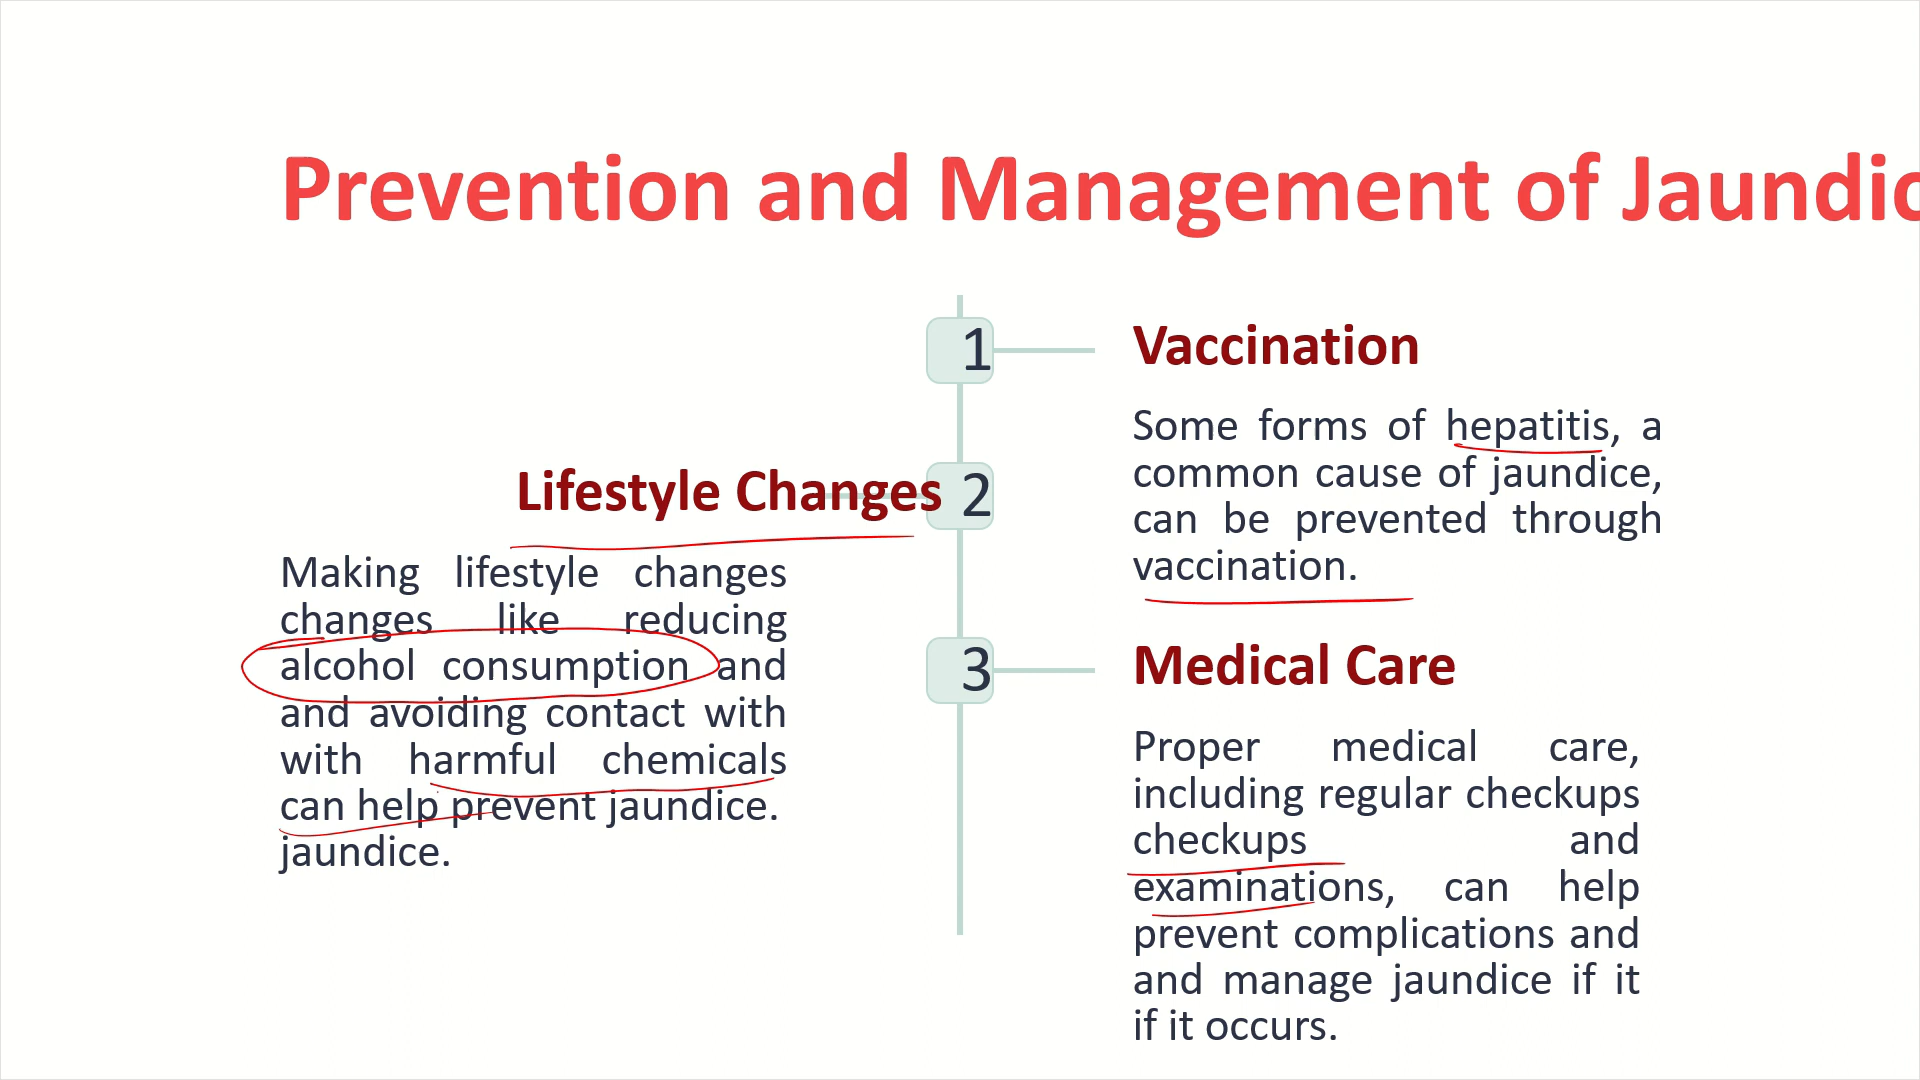 Prevention and Management of Jaundic
1
Vaccination
Some forms of hepatitis, a
common cause of jaundice,
can be prevented through
vaccination.
Lifestyle Changes
2
Making lifestyle changes
changes like reducing
alcohol consumption and
and avoiding contact with
with harmful chemicals
can help prevent jaundice.
jaundice.
3
Medical Care
Proper medical care,
including regular checkups
checkups and
examinations, can help
prevent complications and
and manage jaundice if it
if it occurs.